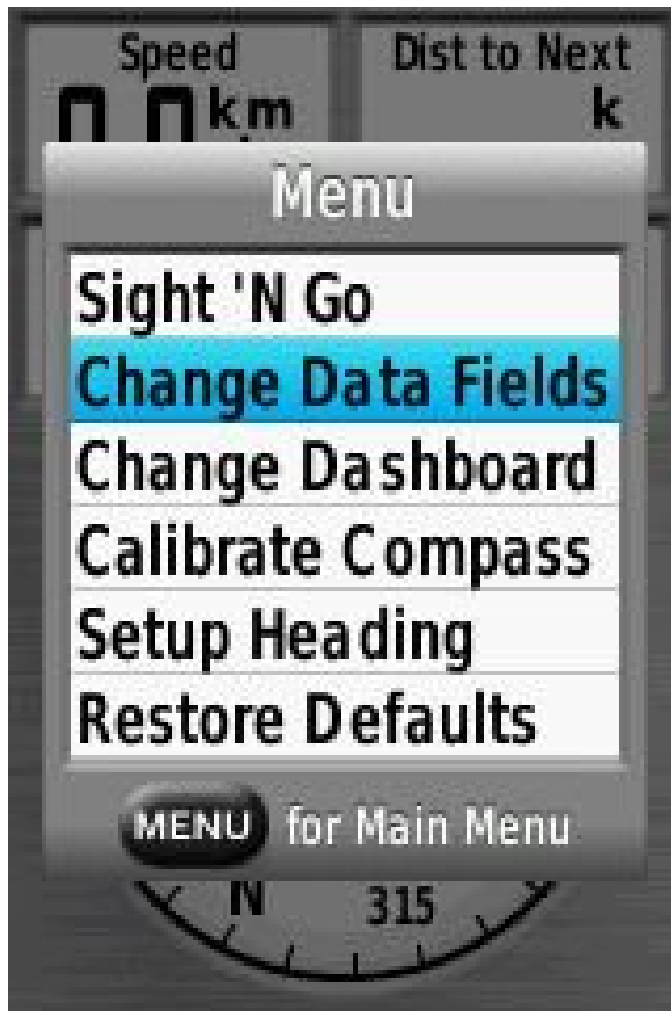 Speed
Dist to Next
km
k
Menu
Sight 'N Go
Change Data Fields
Change Dashboard
Calibrate Compass
Setup Heading
Restore Defaults
MENU for Main Menu
N 315